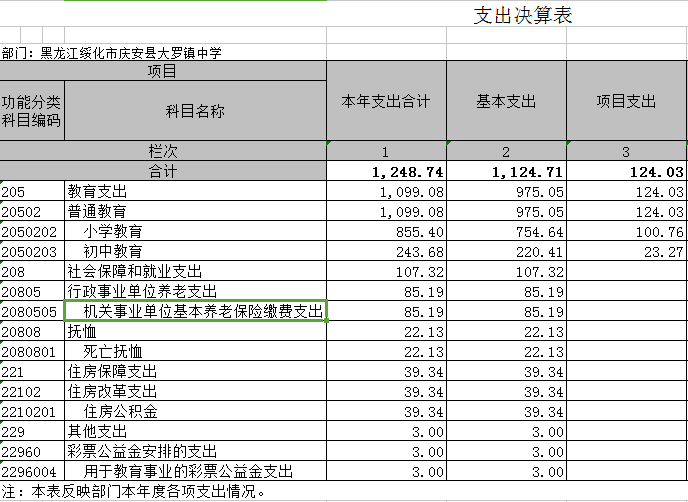 支出决算表
部门：黑龙江绥化市庆安县大罗镇中学
项目
功能分类科目编码 科目名称 本年支出合计 基本支出 项目支出
栏次 1 2 3
合计 1,248.74 1,124.71 124.03
205 教育支出 1,099.08 975.05 124.03
20502 普通教育 1,099.08 975.05 124.03
2050202 小学教育 855.40 754.64 100.76
2050203 初中教育 243.68 220.41 23.27
208 社会保障和就业支出 107.32 107.32
20805 行政事业单位养老支出 85.19 85.19
2080505 机关事业单位基本养老保险缴费支出 85.19 85.19
20808 抚恤 22.13 22.13
2080801 死亡抚恤 22.13 22.13
221 住房保障支出 39.34 39.34
22102 住房改革支出 39.34 39.34
2210201 住房公积金 39.34 39.34
229 其他支出 3.00 3.00
22960 彩票公益金安排的支出 3.00 3.00
2296004 用于教育事业的彩票公益金支出 3.00 3.00
注：本表反映部门本年度各项支出情况。